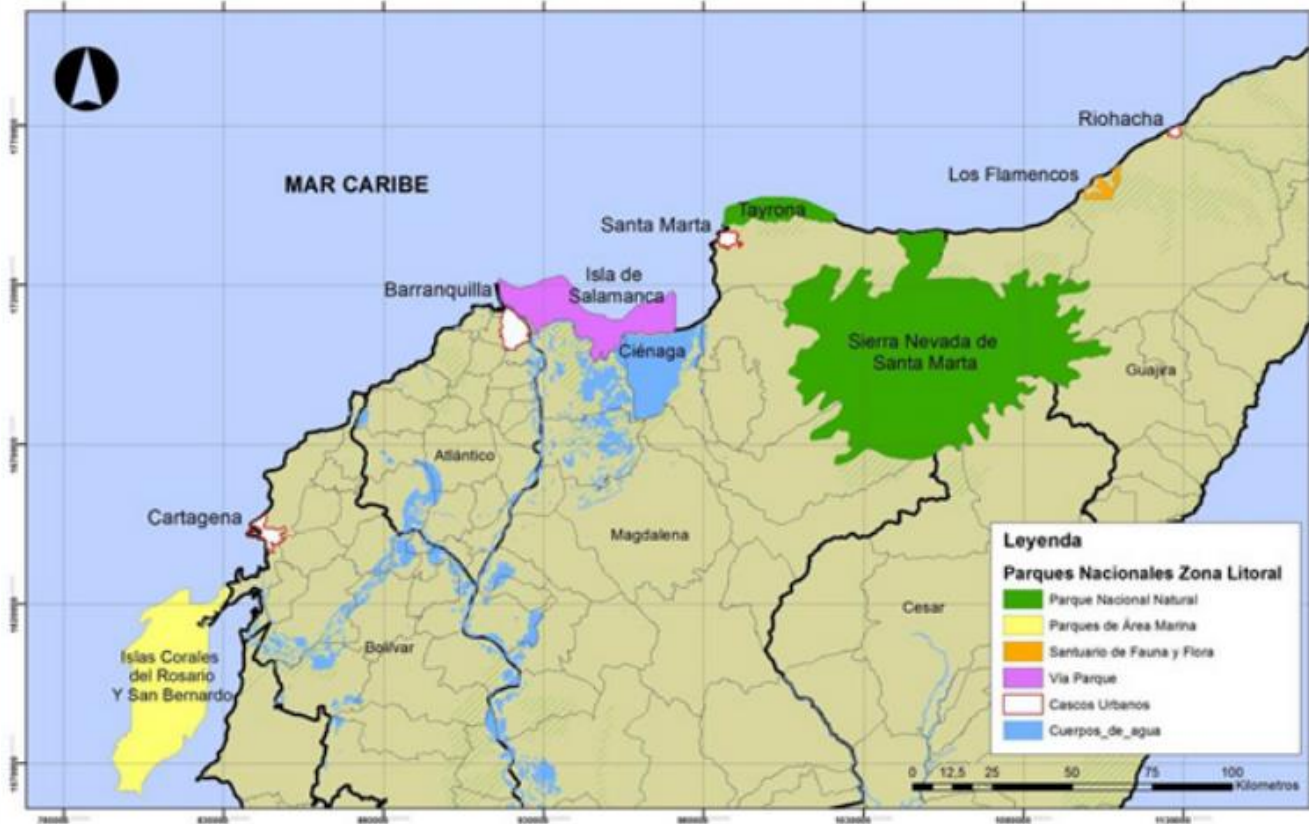 Riohacha
Los Flamencos
MAR CARIBE
Tayrona
Santa Marta
Isla de
Salamanca
Barranquilla
Ciénaga
Sierra Nevada de
Santa Marta
Guajira
Atlántico
Cartagena
Magdalena
Cesar
Bolívar
Islas Corales
del Rosario
Y San Bernardo
Leyenda
Parques Nacionales Zona Litoral
Parque Nacional Natural
Parques de Área Marina
Santuario de Fauna y Flora
Vía Parque
Cascos Urbanos
Cuerpos_de_agua
0 12,5 25 50 75 100
Kilometros